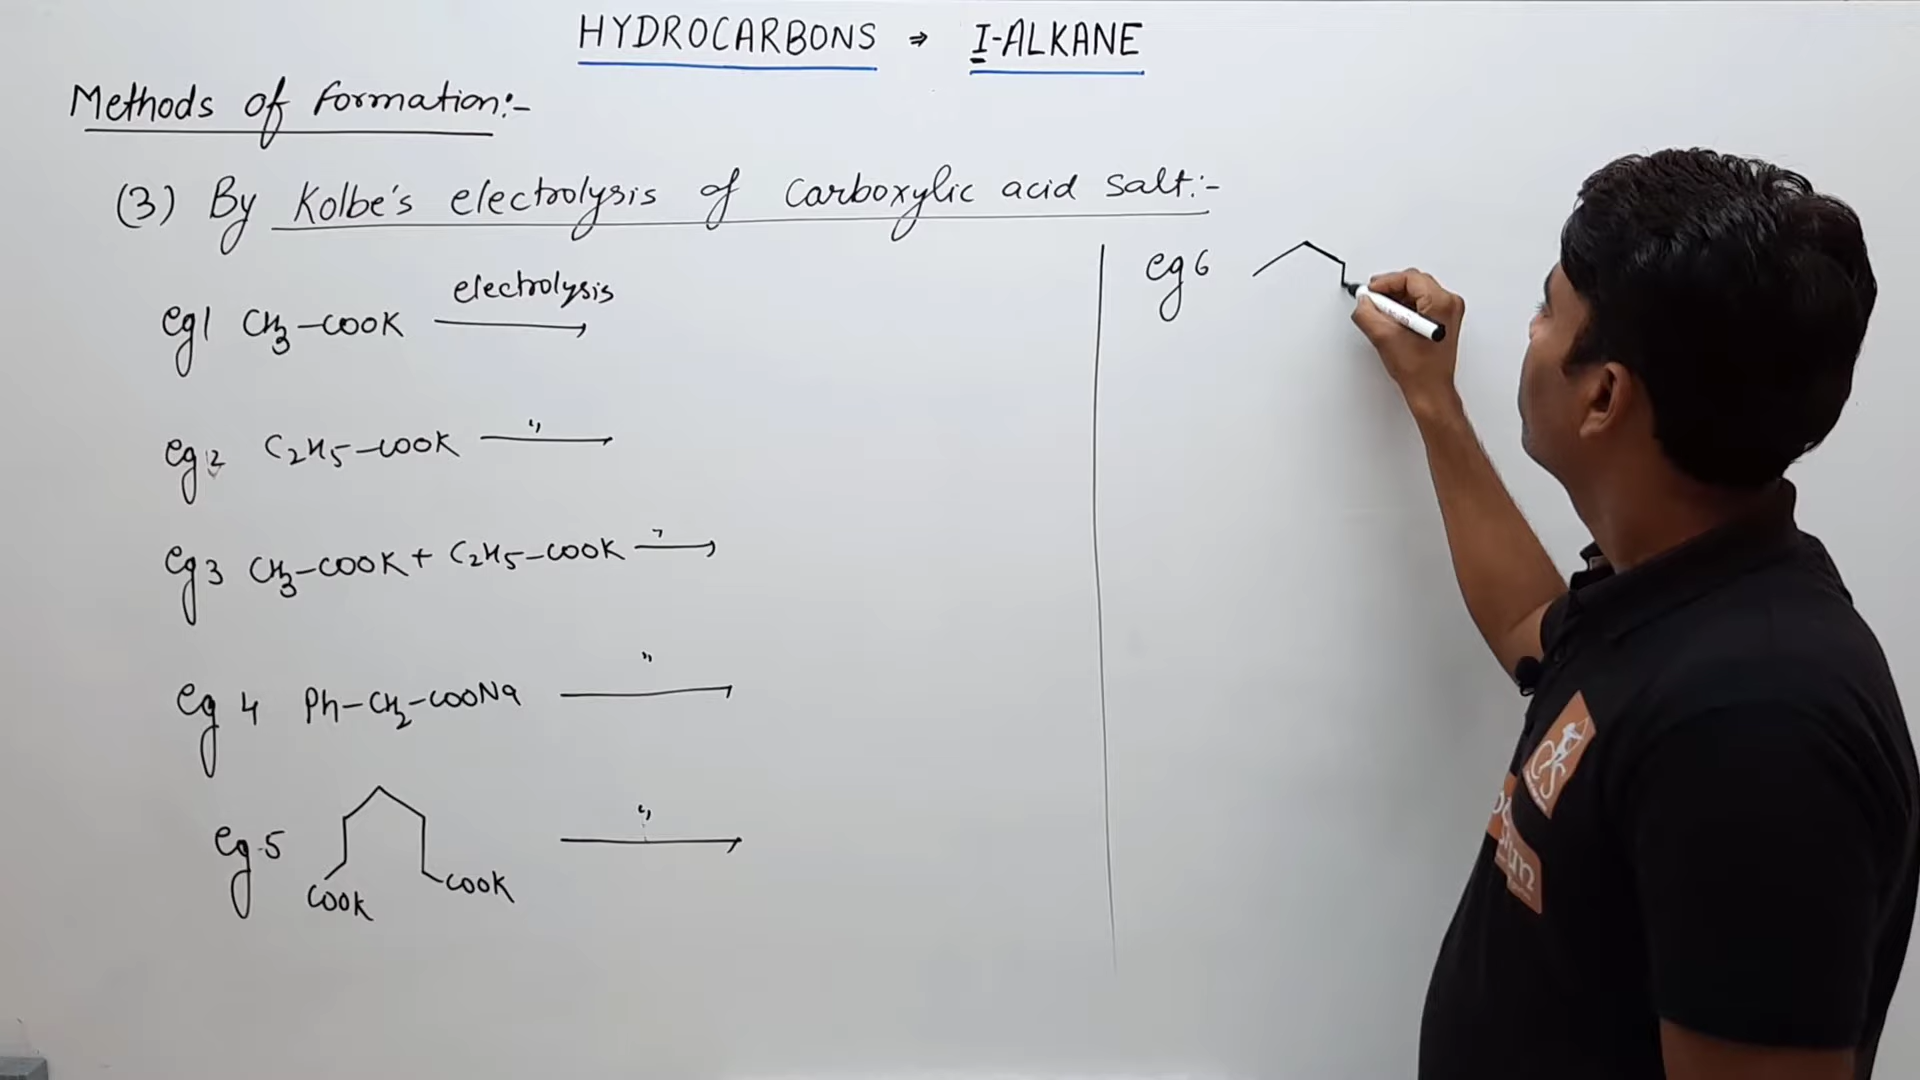 HYDROCARBONS → I-ALKANE
Methods of formation:-
(3) By Kolbe's electrolysis of Carboxylic acid salt:-
eg1 CH3-COOK electrolysis →
eg2 C2H5-COOK " →
eg3 CH3-COOK + C2H5-COOK " →
eg 4 Ph-CH2-COONa " →
eg.5 COOK COOK " →
eg 6